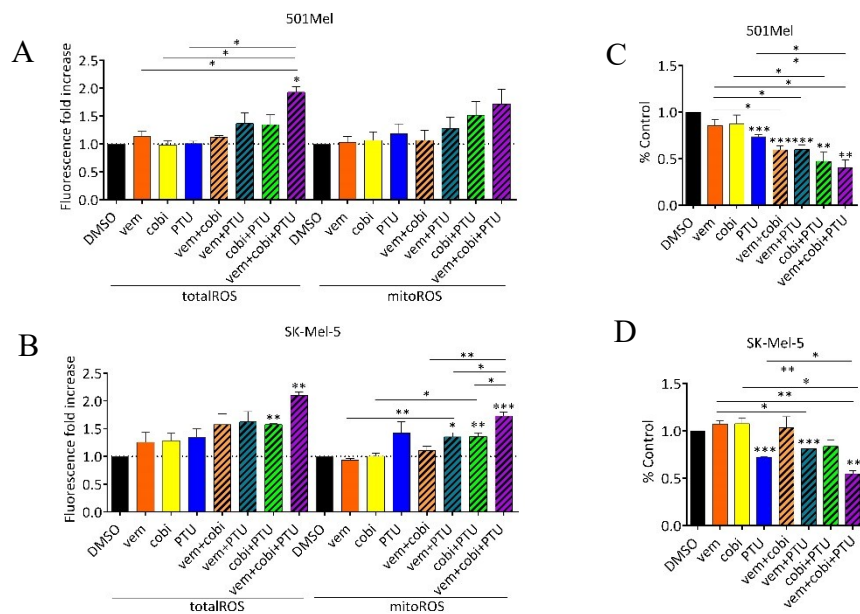 A
501Mel
Fluorescence fold increase
2.5
2.0
1.5
1.0
0.5
0.0
*
*
*
*
DMSO
vem
cobi
PTU
vem+cobi
vem+PTU
cobi+PTU
vem+cobi+PTU
DMSO
vem
cobi
PTU
vem+cobi
vem+PTU
cobi+PTU
vem+cobi+PTU
totalROS
mitoROS
B
SK-Mel-5
Fluorescence fold increase
2.5
2.0
1.5
1.0
0.5
0.0
**
**
**
*
*
*
**
*
**
***
DMSO
vem
cobi
PTU
vem+cobi
vem+PTU
cobi+PTU
vem+cobi+PTU
DMSO
vem
cobi
PTU
vem+cobi
vem+PTU
cobi+PTU
vem+cobi+PTU
totalROS
mitoROS
C
501Mel
% Control
1.5
1.0
0.5
0.0
*
*
*
*
*
*
***
***
***
**
**
DMSO
vem
cobi
PTU
vem+cobi
vem+PTU
cobi+PTU
vem+cobi+PTU
D
SK-Mel-5
% Control
1.5
1.0
0.5
0.0
*
**
*
**
*
***
***
**
DMSO
vem
cobi
PTU
vem+cobi
vem+PTU
cobi+PTU
vem+cobi+PTU